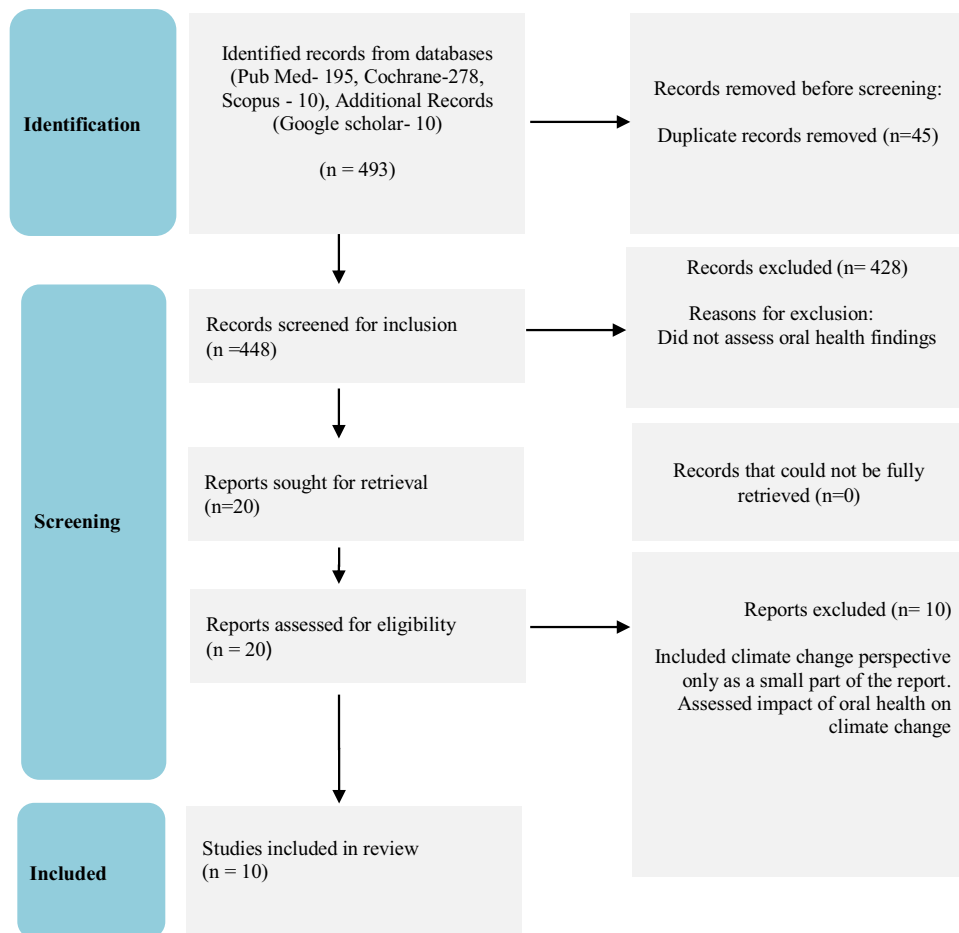 Identification
Identified records from databases
(Pub Med- 195, Cochrane-278,
Scopus - 10), Additional Records
(Google scholar- 10)
(n = 493)
Records removed before screening:
Duplicate records removed (n=45)
Screening
Records screened for inclusion
(n =448)
Records excluded (n= 428)
Reasons for exclusion:
Did not assess oral health findings
Reports sought for retrieval
(n=20)
Records that could not be fully
retrieved (n=0)
Reports assessed for eligibility
(n = 20)
Reports excluded (n= 10)
Included climate change perspective
only as a small part of the report.
Assessed impact of oral health on
climate change
Included
Studies included in review
(n = 10)